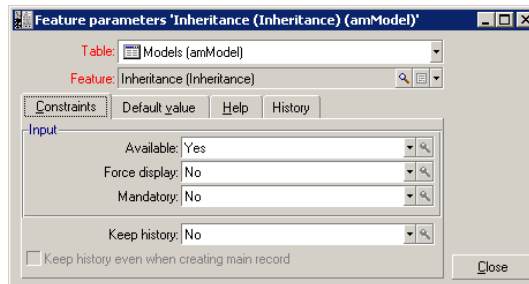 Feature parameters 'Inheritance (Inheritance) (amModel)'
Table: Models (amModel)
Feature: Inheritance (Inheritance)
Constraints Default value Help History
Input
Available: Yes
Force display: No
Mandatory: No
Keep history: No
Keep history even when creating main record
Close